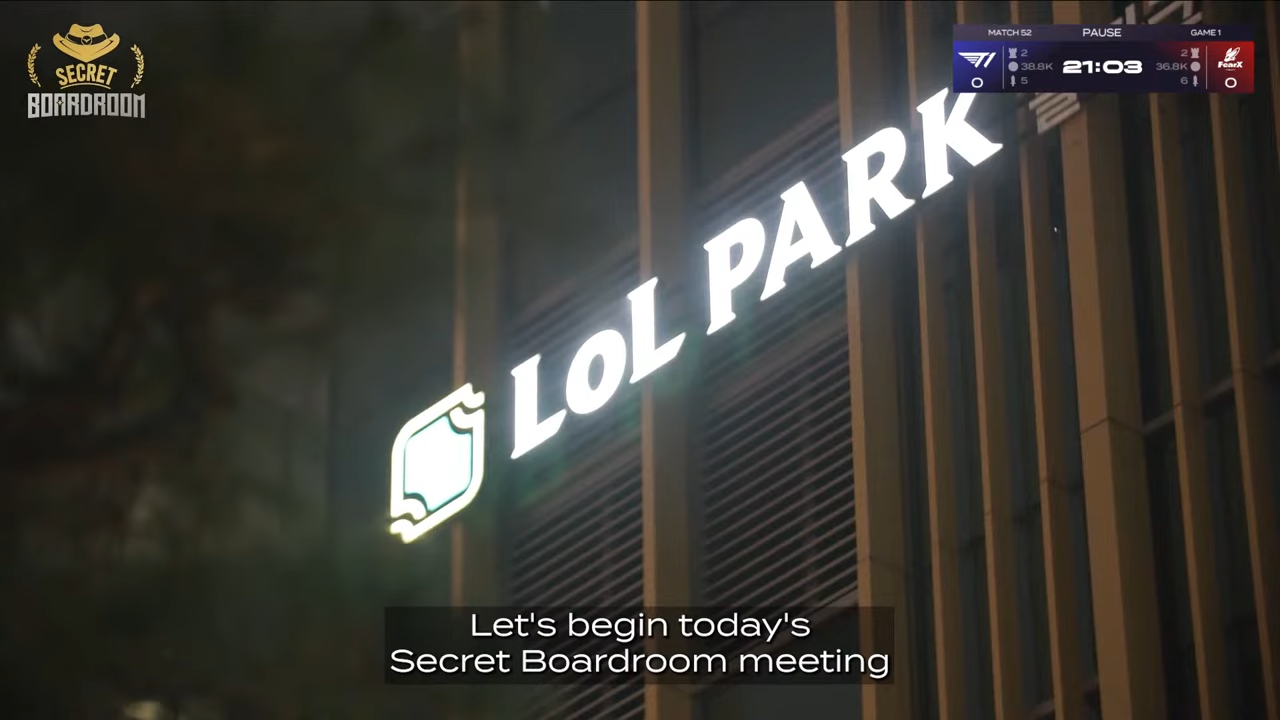 SECRET
BOARDROOM
MATCH 52
PAUSE
GAME 1
2
38.8K
5
0
21:03
2
36.8K
6
FearX
0
LoL PARK
Let's begin today's
Secret Boardroom meeting